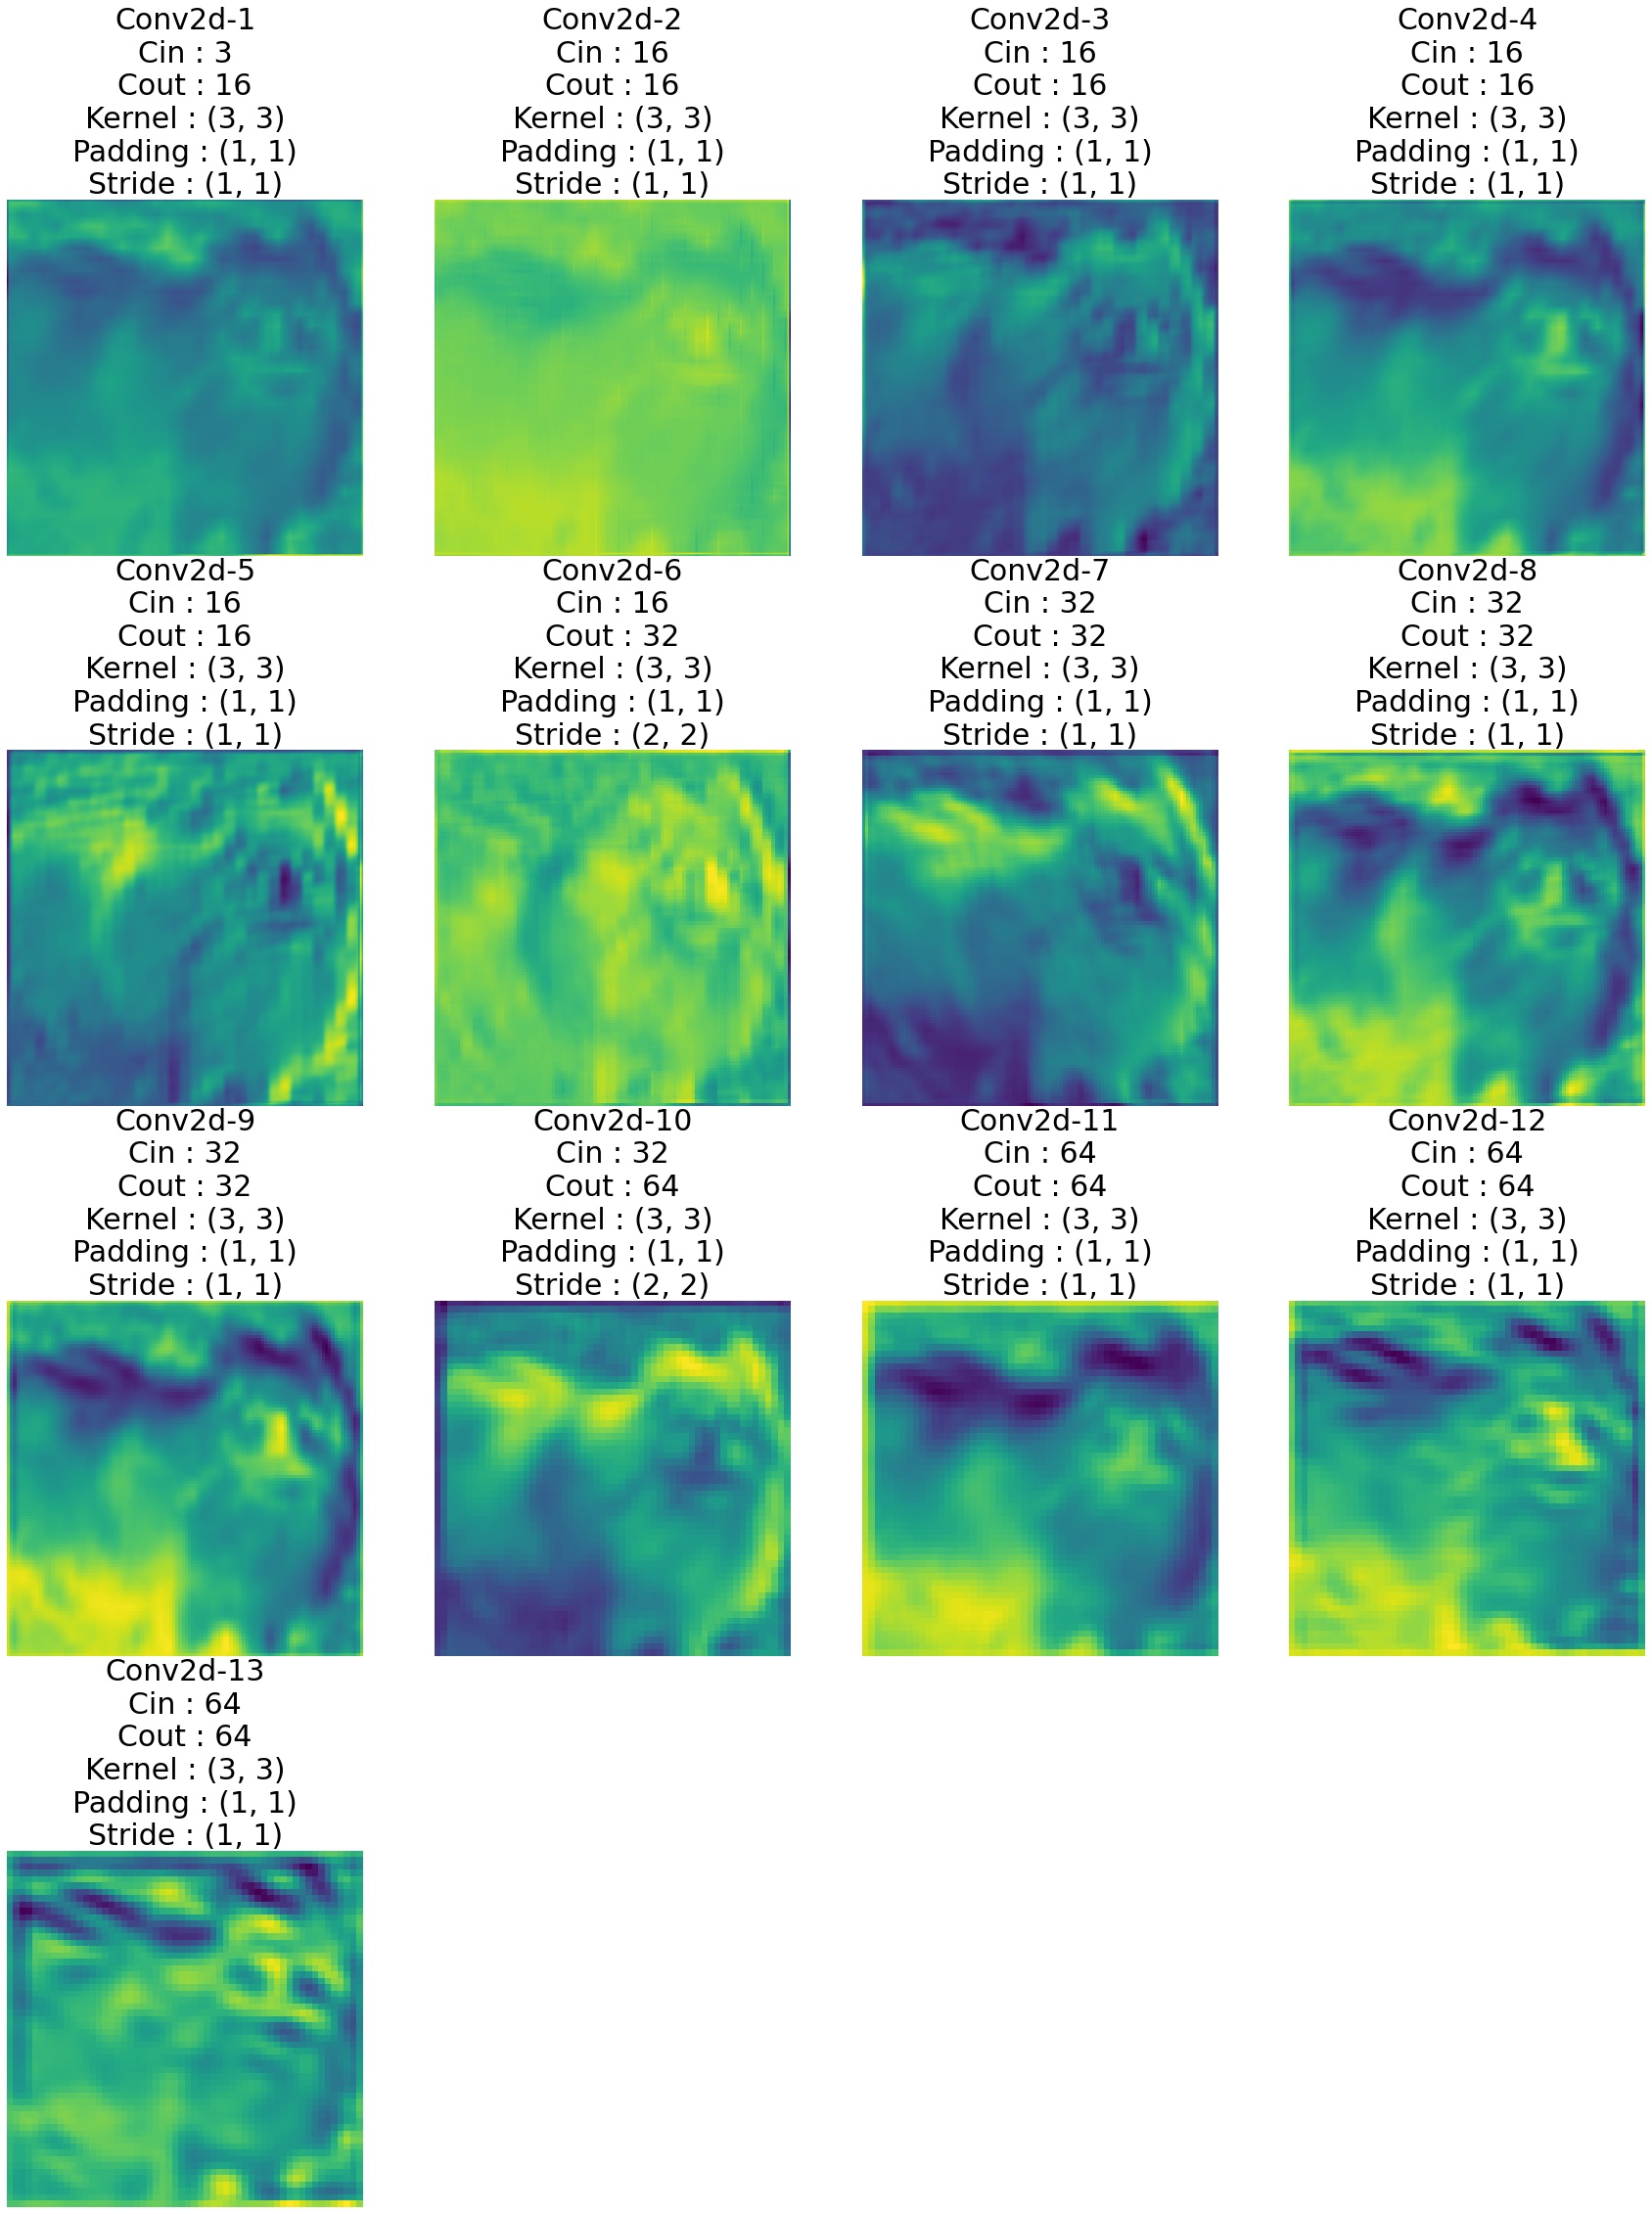 Conv2d-1
Cin : 3
Cout : 16
Kernel : (3, 3)
Padding : (1, 1)
Stride : (1, 1)
Conv2d-2
Cin : 16
Cout : 16
Kernel : (3, 3)
Padding : (1, 1)
Stride : (1, 1)
Conv2d-3
Cin : 16
Cout : 16
Kernel : (3, 3)
Padding : (1, 1)
Stride : (1, 1)
Conv2d-4
Cin : 16
Cout : 16
Kernel : (3, 3)
Padding : (1, 1)
Stride : (1, 1)
Conv2d-5
Cin : 16
Cout : 16
Kernel : (3, 3)
Padding : (1, 1)
Stride : (1, 1)
Conv2d-6
Cin : 16
Cout : 32
Kernel : (3, 3)
Padding : (1, 1)
Stride : (2, 2)
Conv2d-7
Cin : 32
Cout : 32
Kernel : (3, 3)
Padding : (1, 1)
Stride : (1, 1)
Conv2d-8
Cin : 32
Cout : 32
Kernel : (3, 3)
Padding : (1, 1)
Stride : (1, 1)
Conv2d-9
Cin : 32
Cout : 32
Kernel : (3, 3)
Padding : (1, 1)
Stride : (1, 1)
Conv2d-10
Cin : 32
Cout : 64
Kernel : (3, 3)
Padding : (1, 1)
Stride : (2, 2)
Conv2d-11
Cin : 64
Cout : 64
Kernel : (3, 3)
Padding : (1, 1)
Stride : (1, 1)
Conv2d-12
Cin : 64
Cout : 64
Kernel : (3, 3)
Padding : (1, 1)
Stride : (1, 1)
Conv2d-13
Cin : 64
Cout : 64
Kernel : (3, 3)
Padding : (1, 1)
Stride : (1, 1)